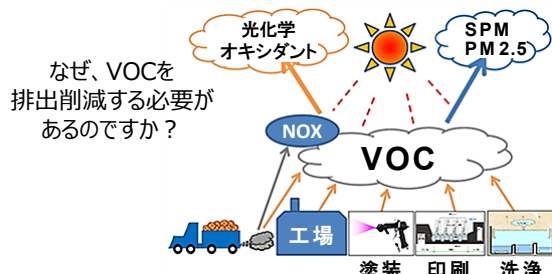 なぜ、VOCを
排出削減する必要が
あるのですか？
光化学
オキシダント
SPM
PM2.5
NOX
VOC
工場
塗装
印刷
洗浄